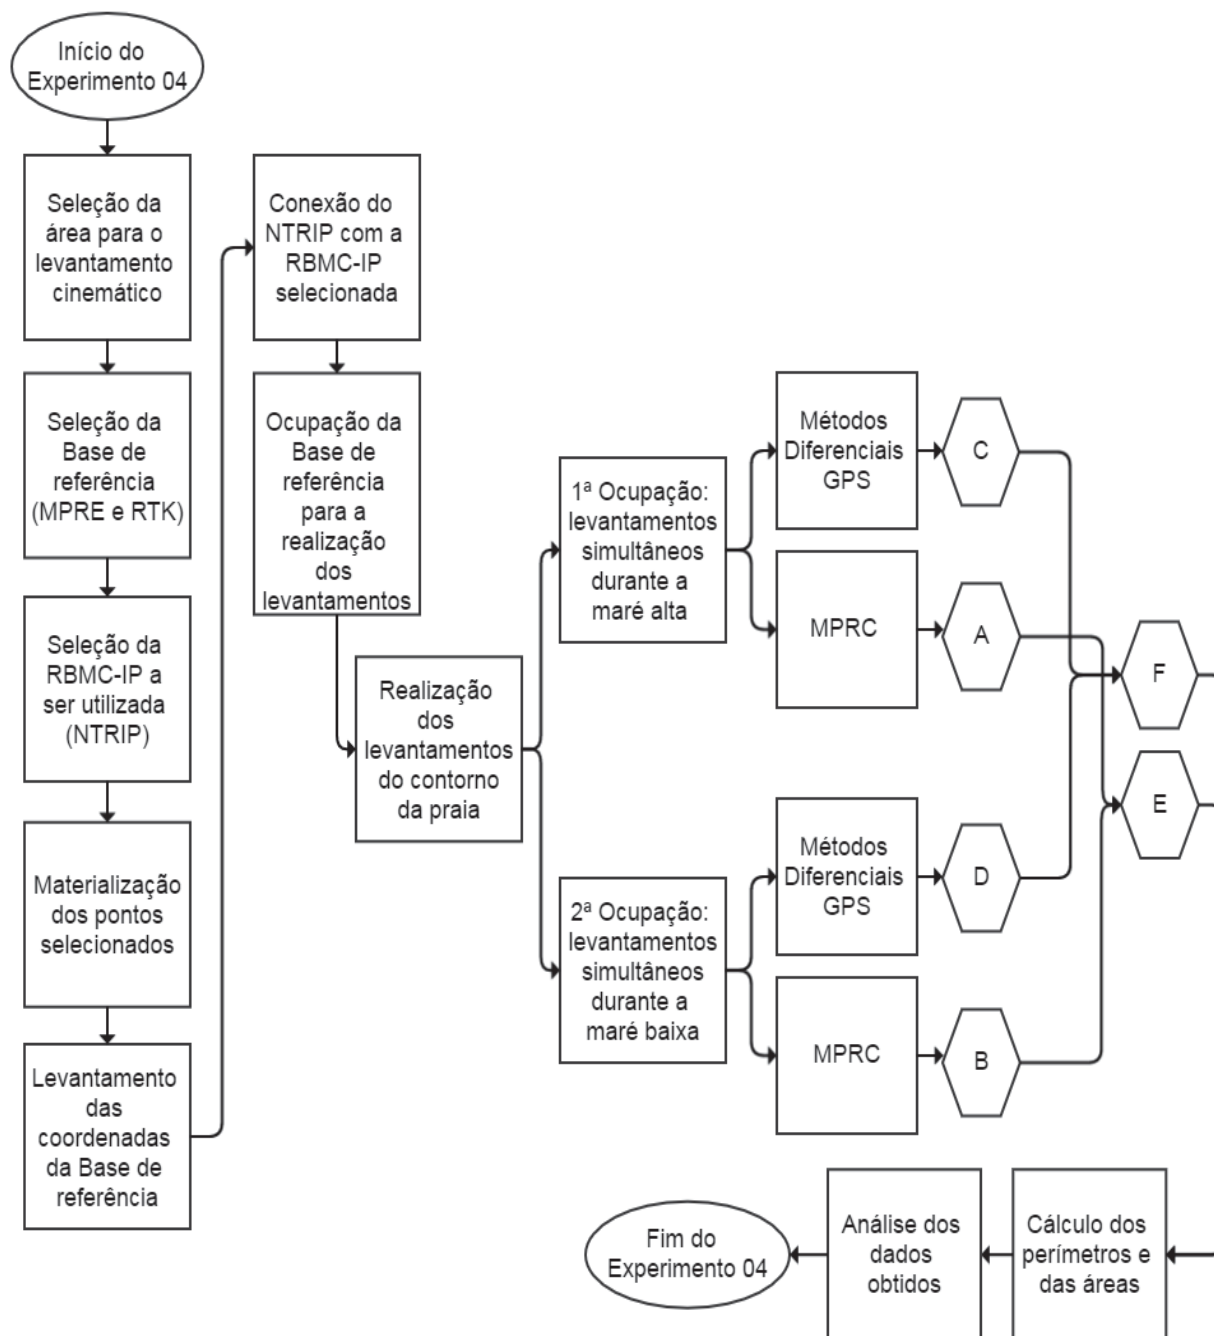 Início do
Experimento 04
Seleção da
área para o
levantamento
cinemático
Seleção da
Base de
referência
(MPRE e RTK)
Seleção da
RBMC-IP a
ser utilizada
(NTRIP)
Materialização
dos pontos
selecionados
Levantamento
das
coordenadas
da Base de
referência
Conexão do
NTRIP com a
RBMC-IP
selecionada
Ocupação da
Base de
referência
para a
realização
dos
levantamentos
Realização
dos
levantamentos
do contorno
da praia
1ª Ocupação:
levantamentos
simultâneos
durante a
maré alta
Métodos
Diferenciais
GPS
C
MPRC
A
2ª Ocupação:
levantamentos
simultâneos
durante a
maré baixa
Métodos
Diferenciais
GPS
D
MPRC
B
F
E
Cálculo dos
perímetros e
das áreas
Análise dos
dados
obtidos
Fim do
Experimento 04